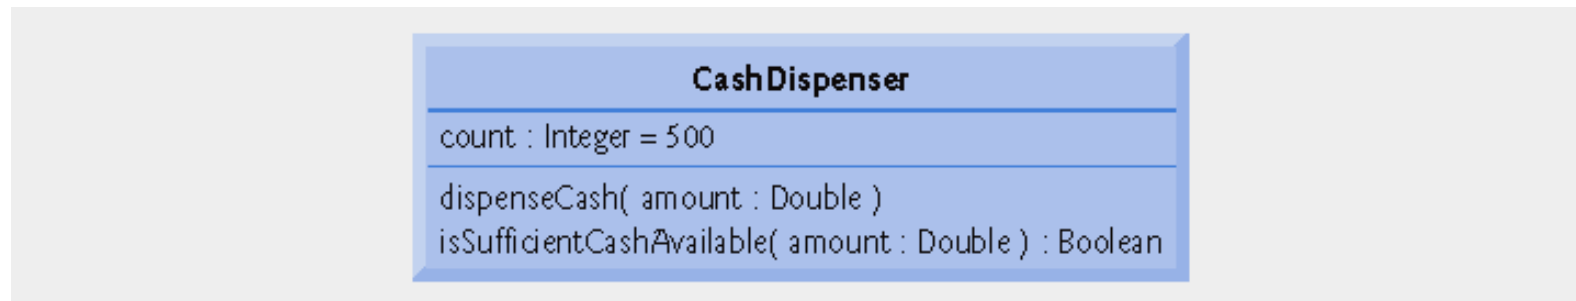 CashDispenser
count : Integer = 500
dispenseCash( amount : Double )
isSufficientCashAvailable( amount : Double ) : Boolean